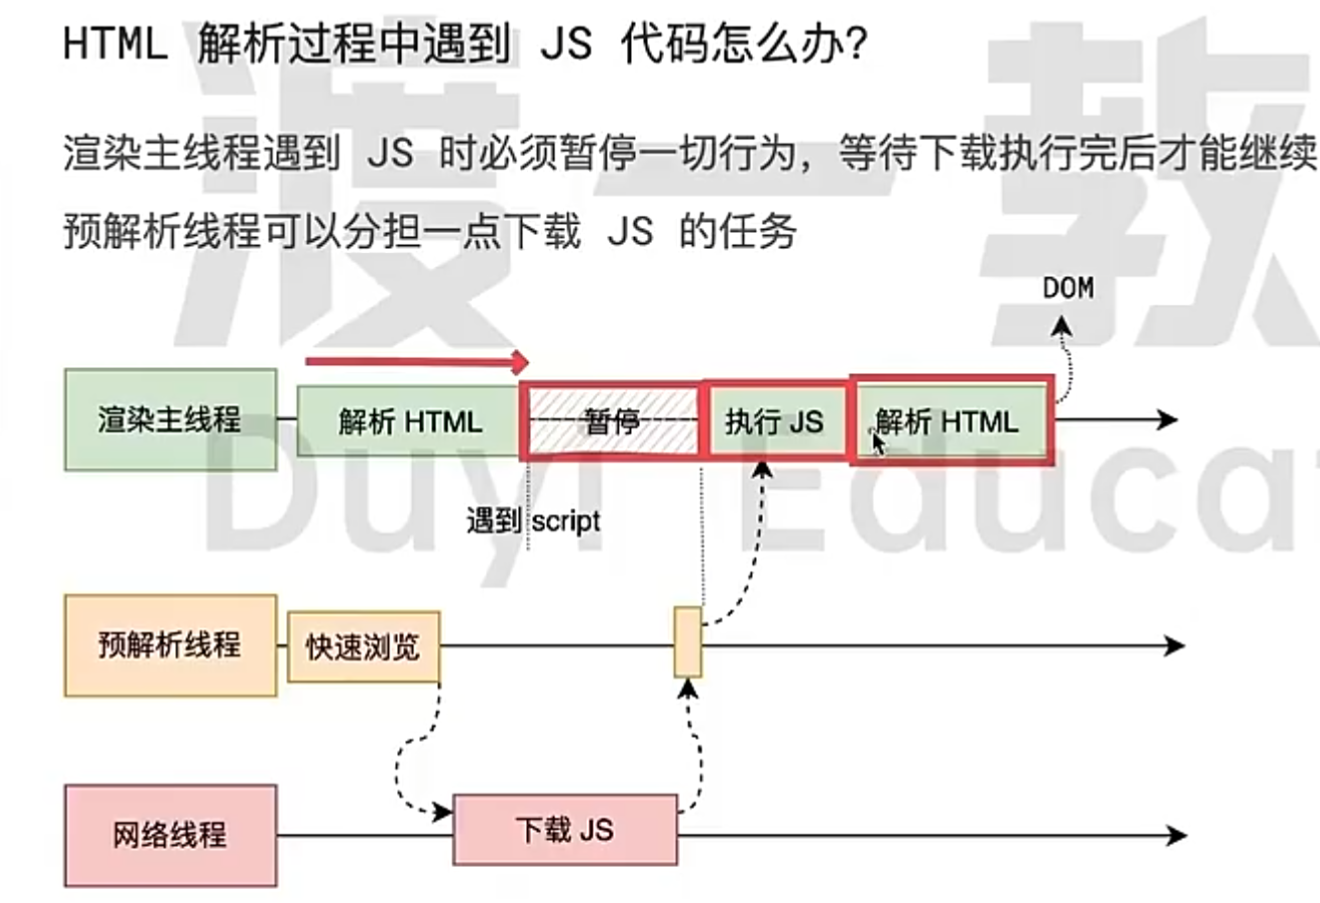 HTML 解析过程中遇到 JS 代码怎么办？
渲染主线程遇到 JS 时必须暂停一切行为，等待下载执行完后才能继续
预解析线程可以分担一点下载 JS 的任务
DOM
渲染主线程
解析 HTML
暂停
执行 JS
解析 HTML
遇到 script
预解析线程
快速浏览
网络线程
下载 JS
渡一教
Duyi Educa